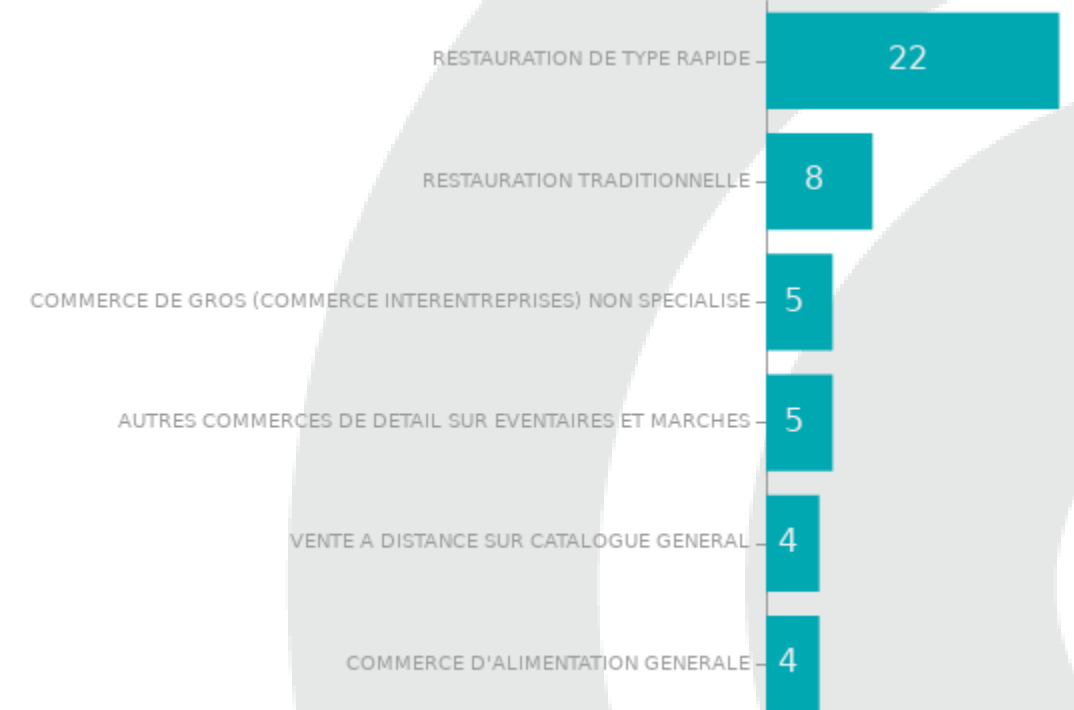 RESTAURATION DE TYPE RAPIDE 22
RESTAURATION TRADITIONNELLE 8
COMMERCE DE GROS (COMMERCE INTERENTREPRISES) NON SPECIALISE 5
AUTRES COMMERCES DE DETAIL SUR EVENTAIRES ET MARCHES 5
VENTE A DISTANCE SUR CATALOGUE GENERAL 4
COMMERCE D'ALIMENTATION GENERALE 4